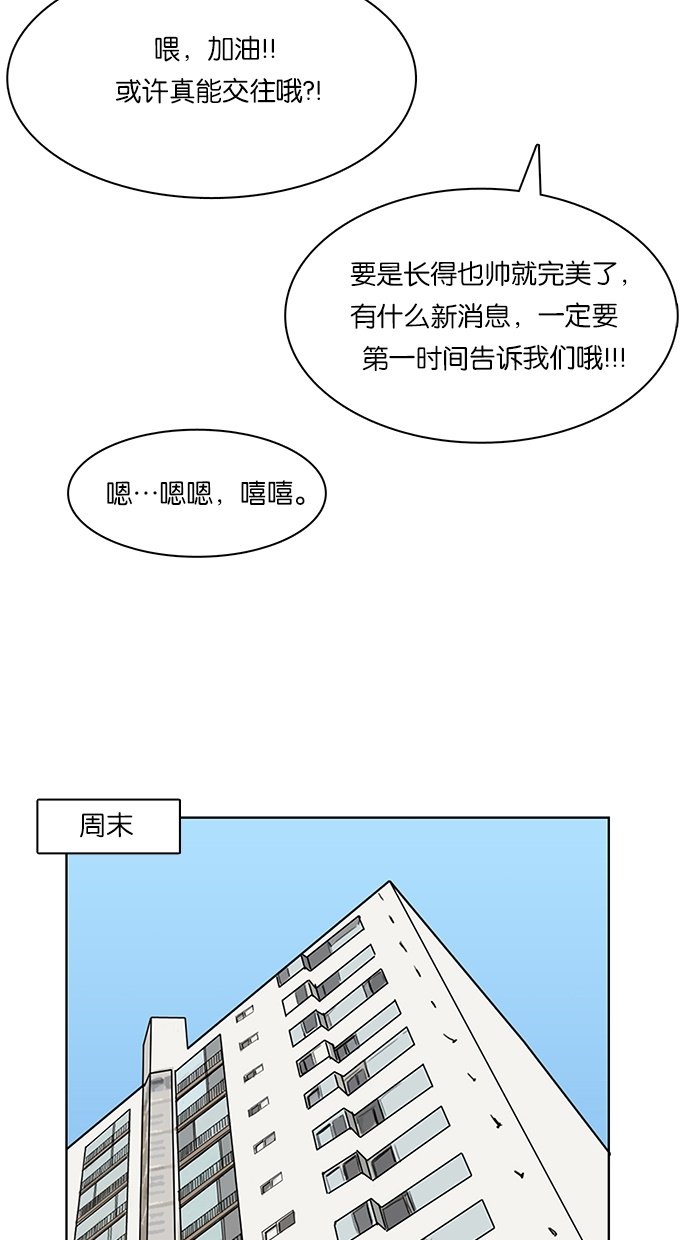 喂，加油!!
或许真能交往哦?!
要是长得也帅就完美了，
有什么新消息，一定要
第一时间告诉我们哦!!!
嗯…嗯嗯，嘻嘻。
周末